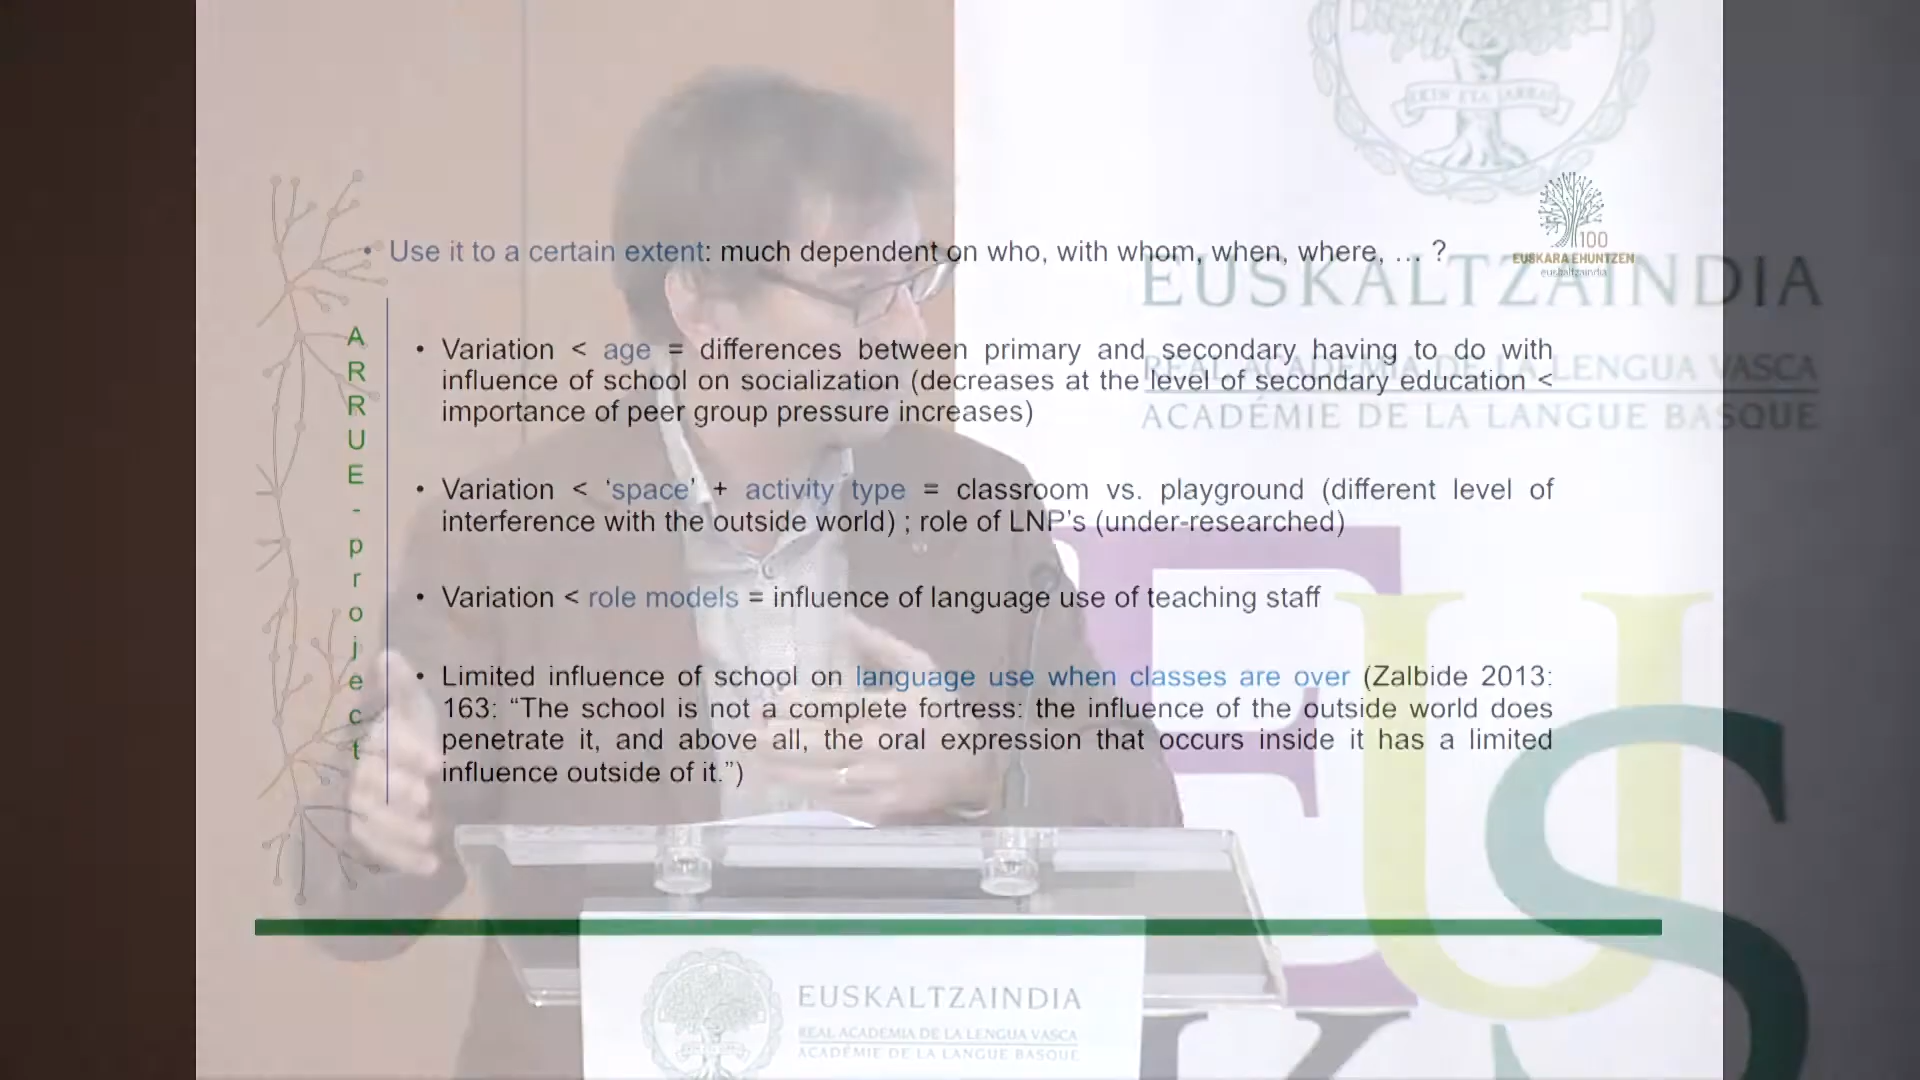 • Use it to a certain extent: much dependent on who, with whom, when, where, … ?
100
EUSKARA EHUNTZEN
euskaltzaindia
EKIN ETA JARRAI
EUSKALTZAINDIA
REAL ACADEMIA DE LA LENGUA VASCA
ACADÉMIE DE LA LANGUE BASQUE
ARRUE-project
• Variation < age = differences between primary and secondary having to do with
influence of school on socialization (decreases at the level of secondary education <
importance of peer group pressure increases)
• Variation < ‘space’ + activity type = classroom vs. playground (different level of
interference with the outside world) ; role of LNP’s (under-researched)
• Variation < role models = influence of language use of teaching staff
• Limited influence of school on language use when classes are over (Zalbide 2013:
163: “The school is not a complete fortress: the influence of the outside world does
penetrate it, and above all, the oral expression that occurs inside it has a limited
influence outside of it.”)
EUS
EUSKALTZAINDIA
REAL ACADEMIA DE LA LENGUA VASCA
ACADÉMIE DE LA LANGUE BASQUE